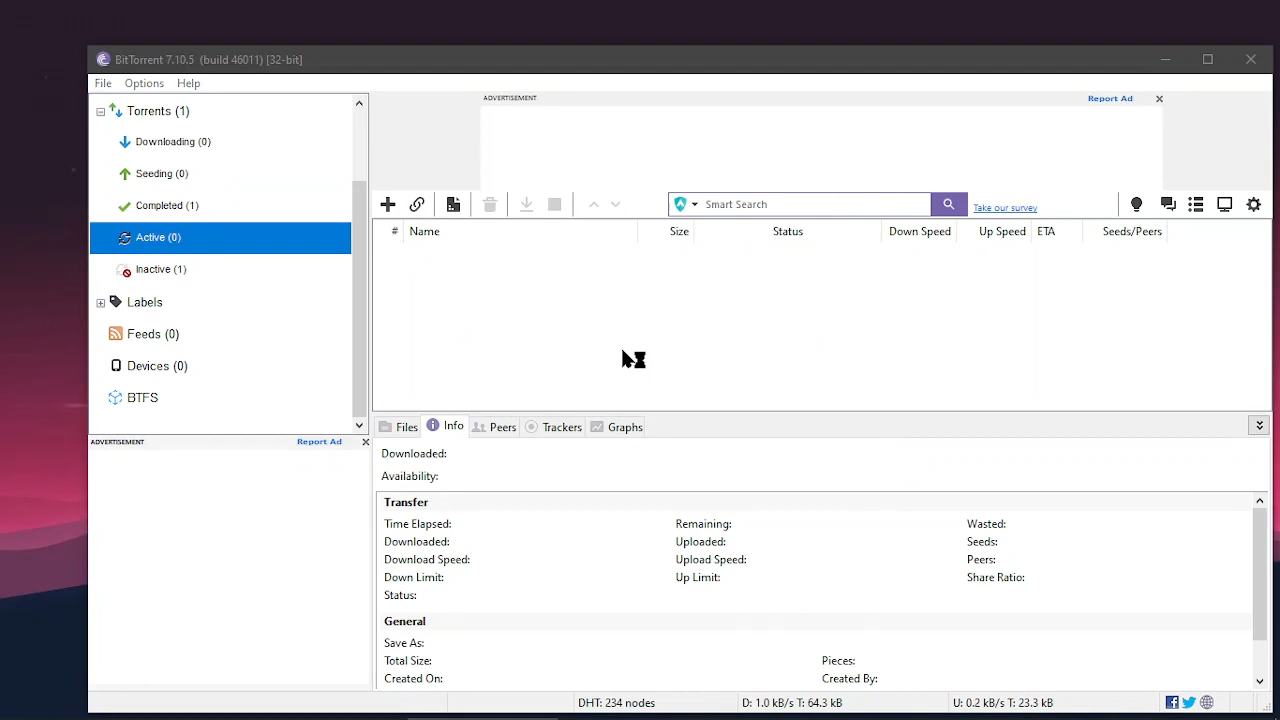 BitTorrent 7.10.5 (build 46011) [32-bit]
File Options Help
Torrents (1)
Downloading (0)
Seeding (0)
Completed (1)
Active (0)
Inactive (1)
Labels
Feeds (0)
Devices (0)
BTFS
ADVERTISEMENT Report Ad
ADVERTISEMENT Report Ad
Smart Search
Take our survey
# Name Size Status Down Speed Up Speed ETA Seeds/Peers
Files Info Peers Trackers Graphs
Downloaded:
Availability:
Transfer
Time Elapsed: Remaining: Wasted:
Downloaded: Uploaded: Seeds:
Download Speed: Upload Speed: Peers:
Down Limit: Up Limit: Share Ratio:
Status:
General
Save As:
Total Size: Pieces:
Created On: Created By:
DHT: 234 nodes D: 1.0 kB/s T: 64.3 kB U: 0.2 kB/s T: 23.3 kB